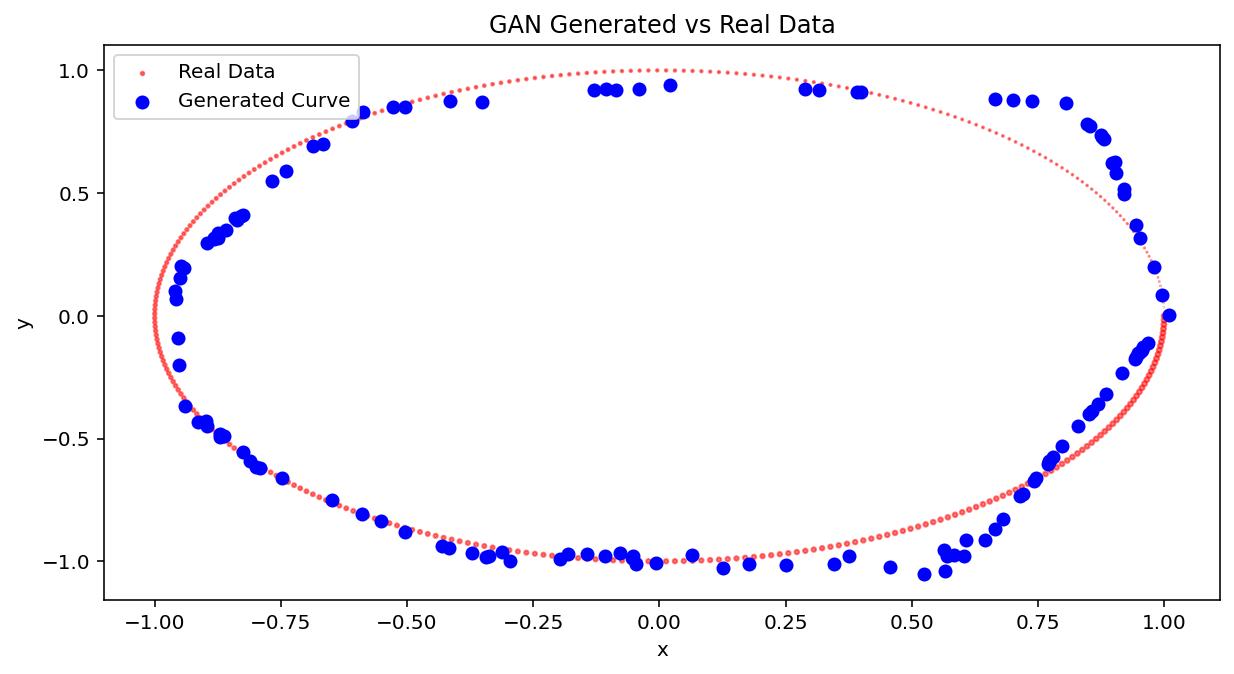 GAN Generated vs Real Data
Real Data
Generated Curve
1.0
0.5
0.0
−0.5
−1.0
y
−1.00 −0.75 −0.50 −0.25 0.00 0.25 0.50 0.75 1.00
x